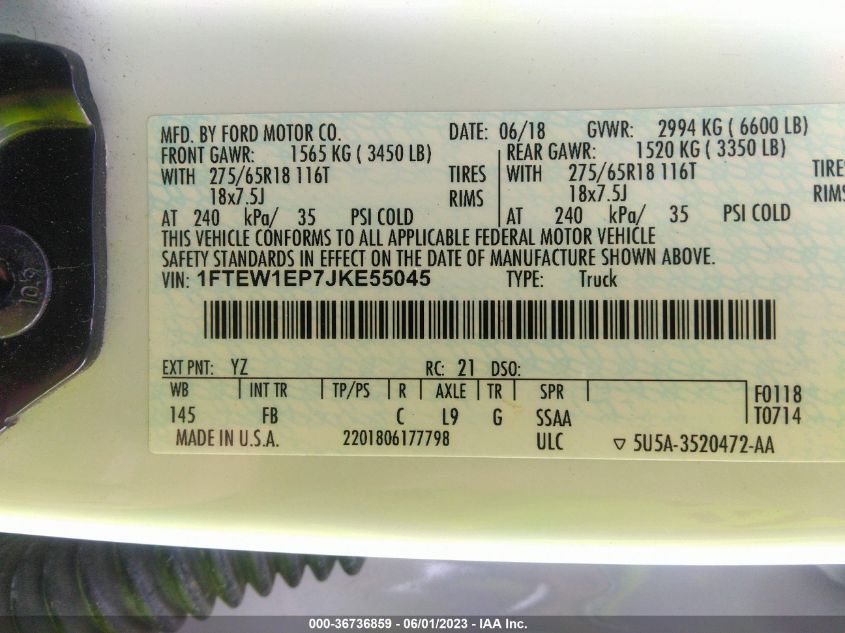 MFD. BY FORD MOTOR CO. DATE: 06/18 GVWR: 2994 KG ( 6600 LB)
FRONT GAWR: 1565 KG ( 3450 LB) REAR GAWR: 1520 KG ( 3350 LB)
WITH 275/65R18 116T TIRES WITH 275/65R18 116T TIRES
18x7.5J RIMS 18x7.5J RIMS
AT 240 kPa/ 35 PSI COLD AT 240 kPa/ 35 PSI COLD
THIS VEHICLE CONFORMS TO ALL APPLICABLE FEDERAL MOTOR VEHICLE
SAFETY STANDARDS IN EFFECT ON THE DATE OF MANUFACTURE SHOWN ABOVE.
VIN: 1FTEW1EP7JKE55045 TYPE: Truck
EXT PNT: YZ RC: 21 DSO:
WB INT TR TP/PS R AXLE TR SPR F0118
145 FB C L9 G SSAA T0714
MADE IN U.S.A. 2201806177798 ULC ▽ 5U5A-3520472-AA
10.9
000-36736859 - 06/01/2023 - IAA Inc.